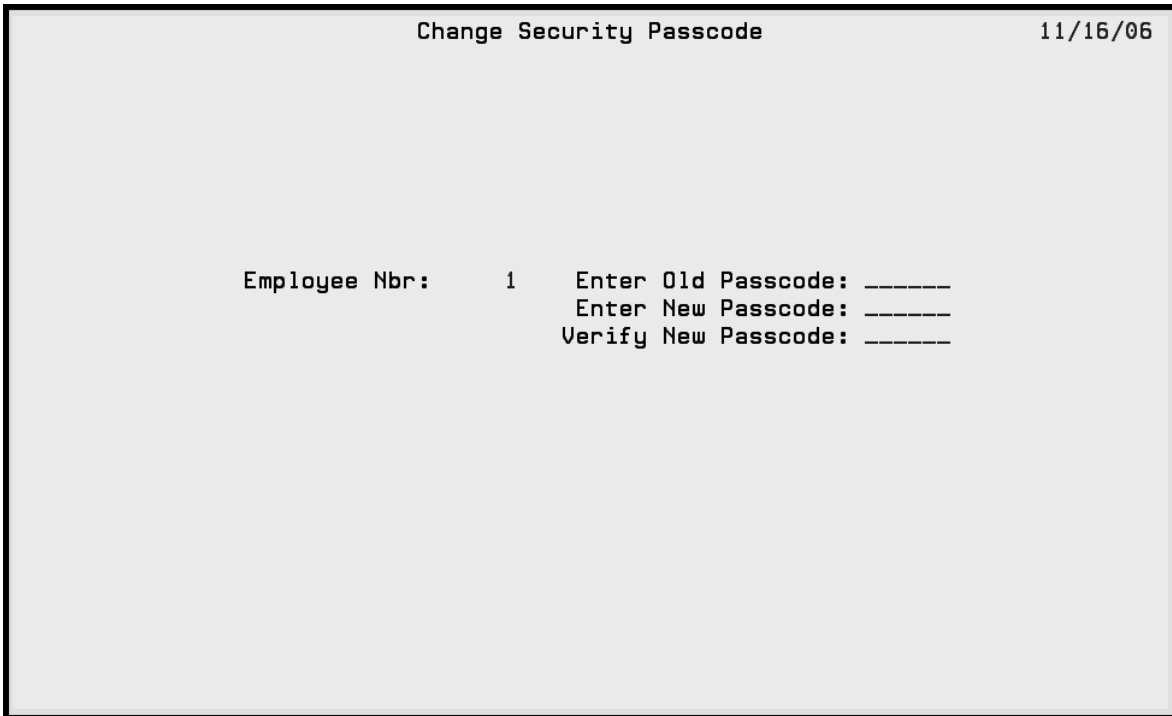 Change Security Passcode 11/16/06
Employee Nbr: 1 Enter Old Passcode: ______
Enter New Passcode: ______
Verify New Passcode: ______